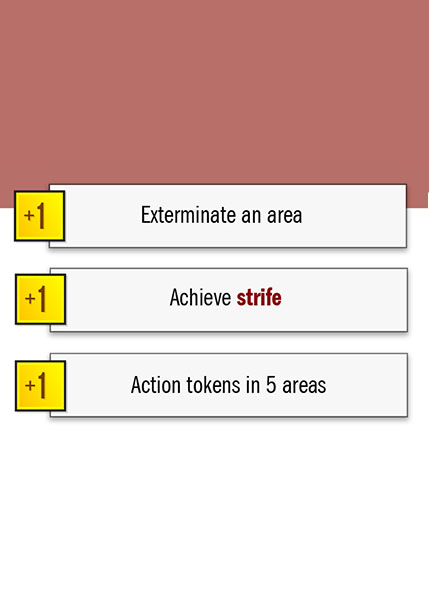 +1 Exterminate an area
+1 Achieve strife
+1 Action tokens in 5 areas